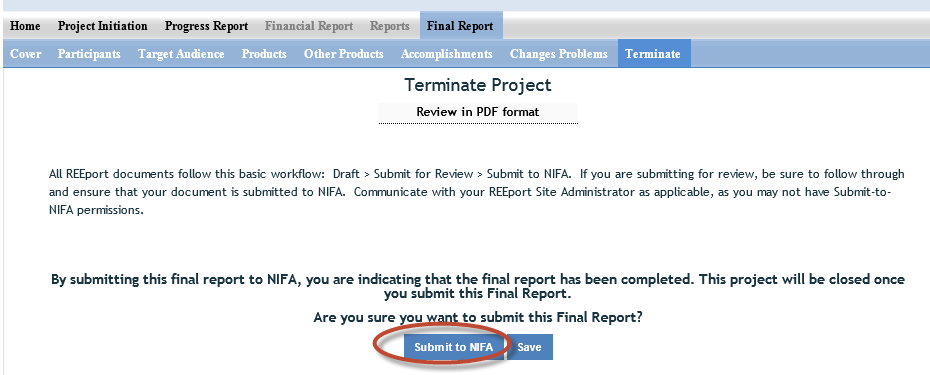 Home Project Initiation Progress Report Financial Report Reports Final Report
Cover Participants Target Audience Products Other Products Accomplishments Changes Problems Terminate
Terminate Project
Review in PDF format
All REEport documents follow this basic workflow: Draft > Submit for Review > Submit to NIFA. If you are submitting for review, be sure to follow through
and ensure that your document is submitted to NIFA. Communicate with your REEport Site Administrator as applicable, as you may not have Submit-to-
NIFA permissions.
By submitting this final report to NIFA, you are indicating that the final report has been completed. This project will be closed once
you submit this Final Report.
Are you sure you want to submit this Final Report?
Submit to NIFA Save